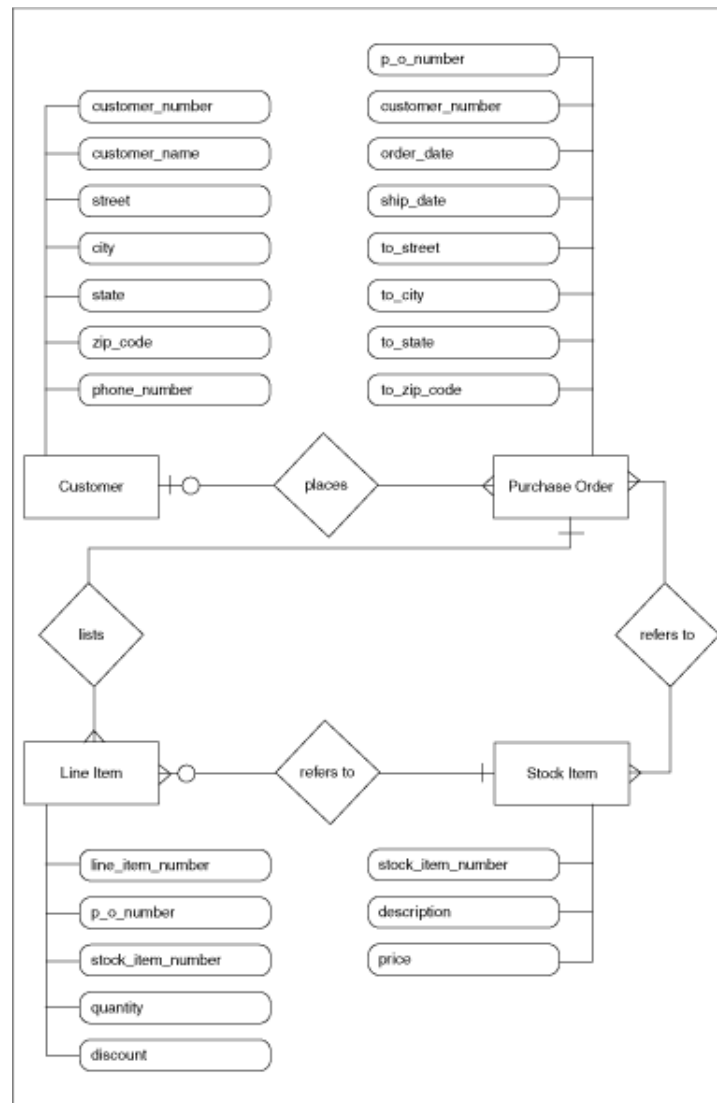 p_o_number
customer_number
order_date
ship_date
to_street
to_city
to_state
to_zip_code
customer_number
customer_name
street
city
state
zip_code
phone_number
Customer
places
Purchase Order
lists
refers to
Line Item
refers to
Stock Item
line_item_number
p_o_number
stock_item_number
quantity
discount
stock_item_number
description
price